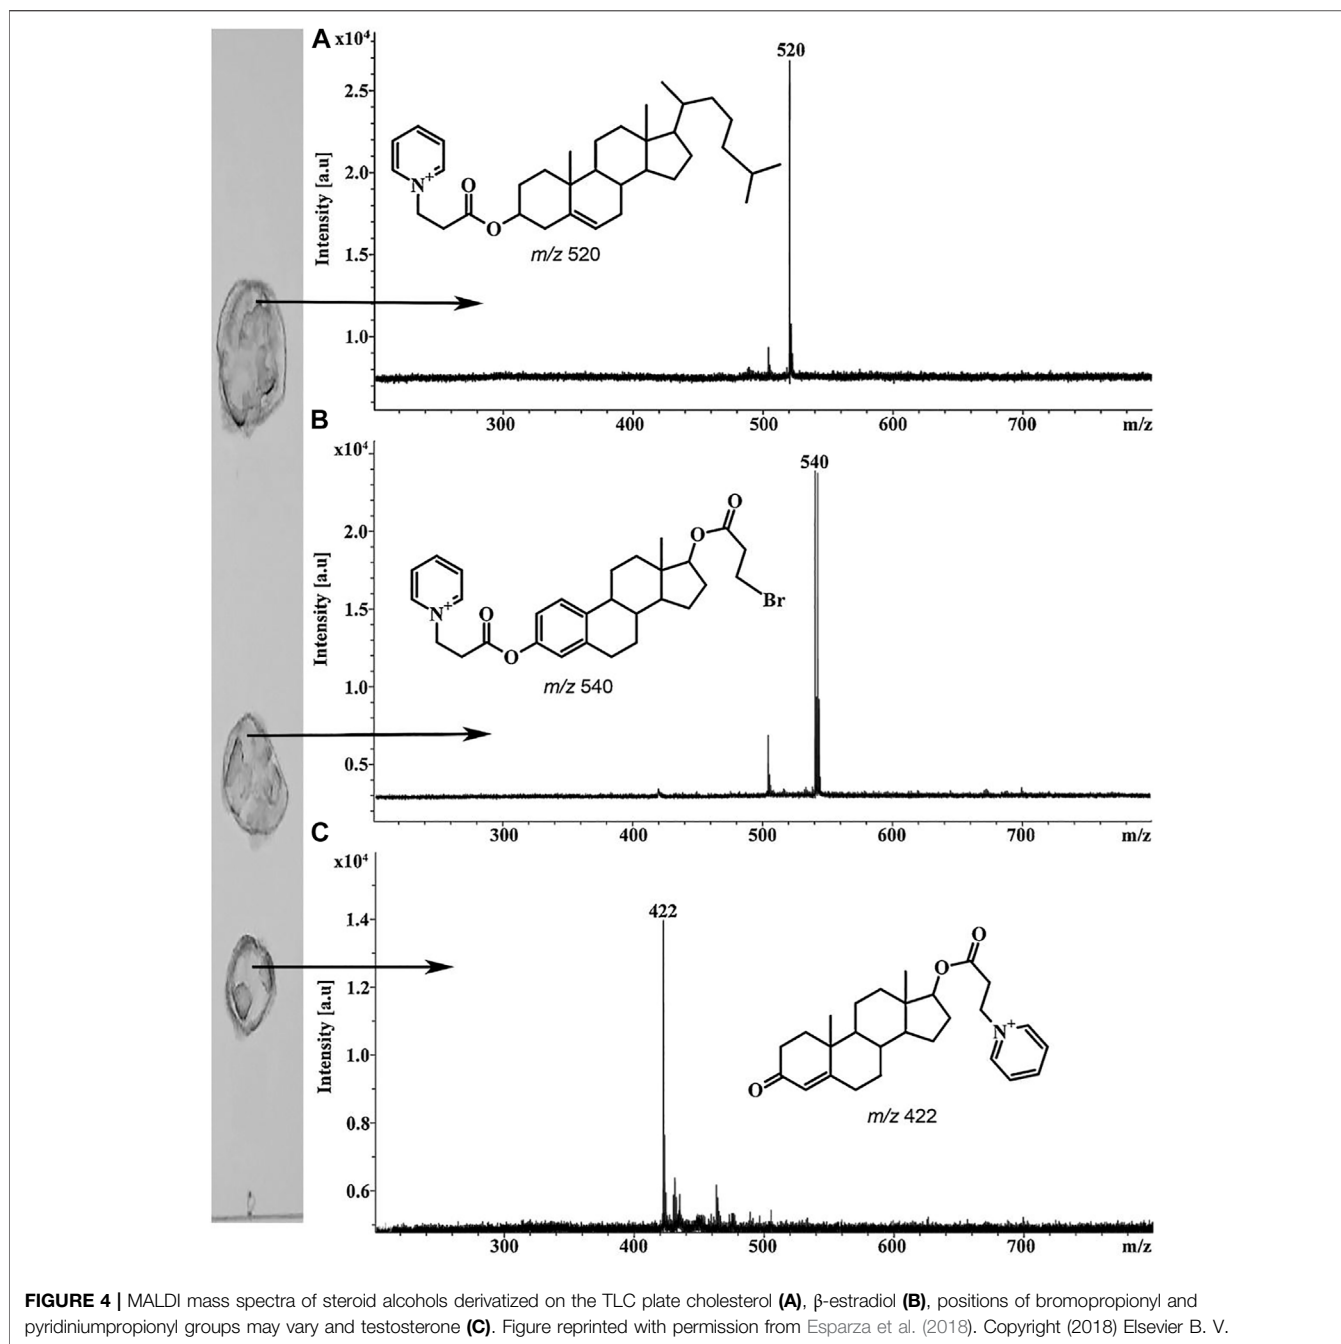 A
x10⁴
520
2.5
2.0
1.5
1.0
Intensity [a.u]
N⁺
O
O
m/z 520
300
400
500
600
700
m/z
B
x10⁴
540
2.0
1.5
1.0
0.5
Intensity [a.u]
O
O
Br
N⁺
O
O
m/z 540
300
400
500
600
700
m/z
C
x10⁴
422
1.4
1.2
1.0
0.8
0.6
Intensity [a.u]
O
O
N⁺
O
m/z 422
300
400
500
600
700
m/z
FIGURE 4 | MALDI mass spectra of steroid alcohols derivatized on the TLC plate cholesterol (A), β-estradiol (B), positions of bromopropionyl and
pyridiniumpropionyl groups may vary and testosterone (C). Figure reprinted with permission from Esparza et al. (2018). Copyright (2018) Elsevier B. V.